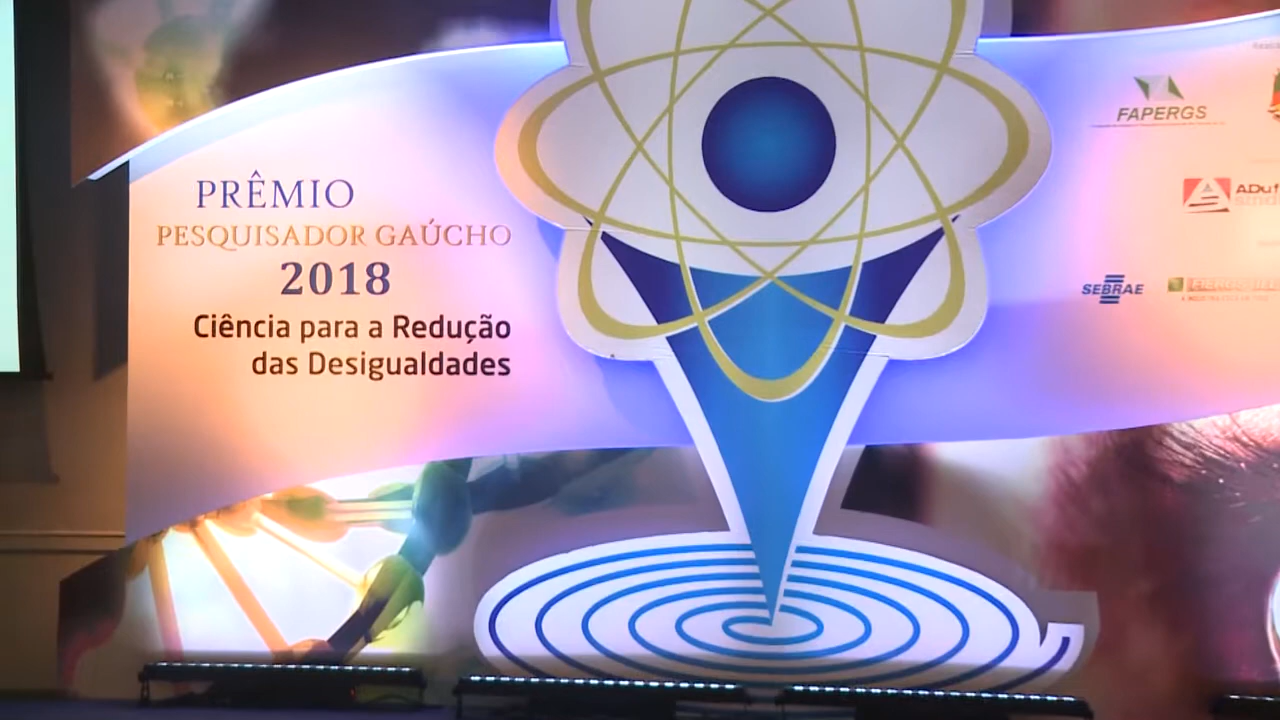 PRÊMIO
PESQUISADOR GAÚCHO
2018
Ciência para a Redução
das Desigualdades
FAPERGS
SEBRAE